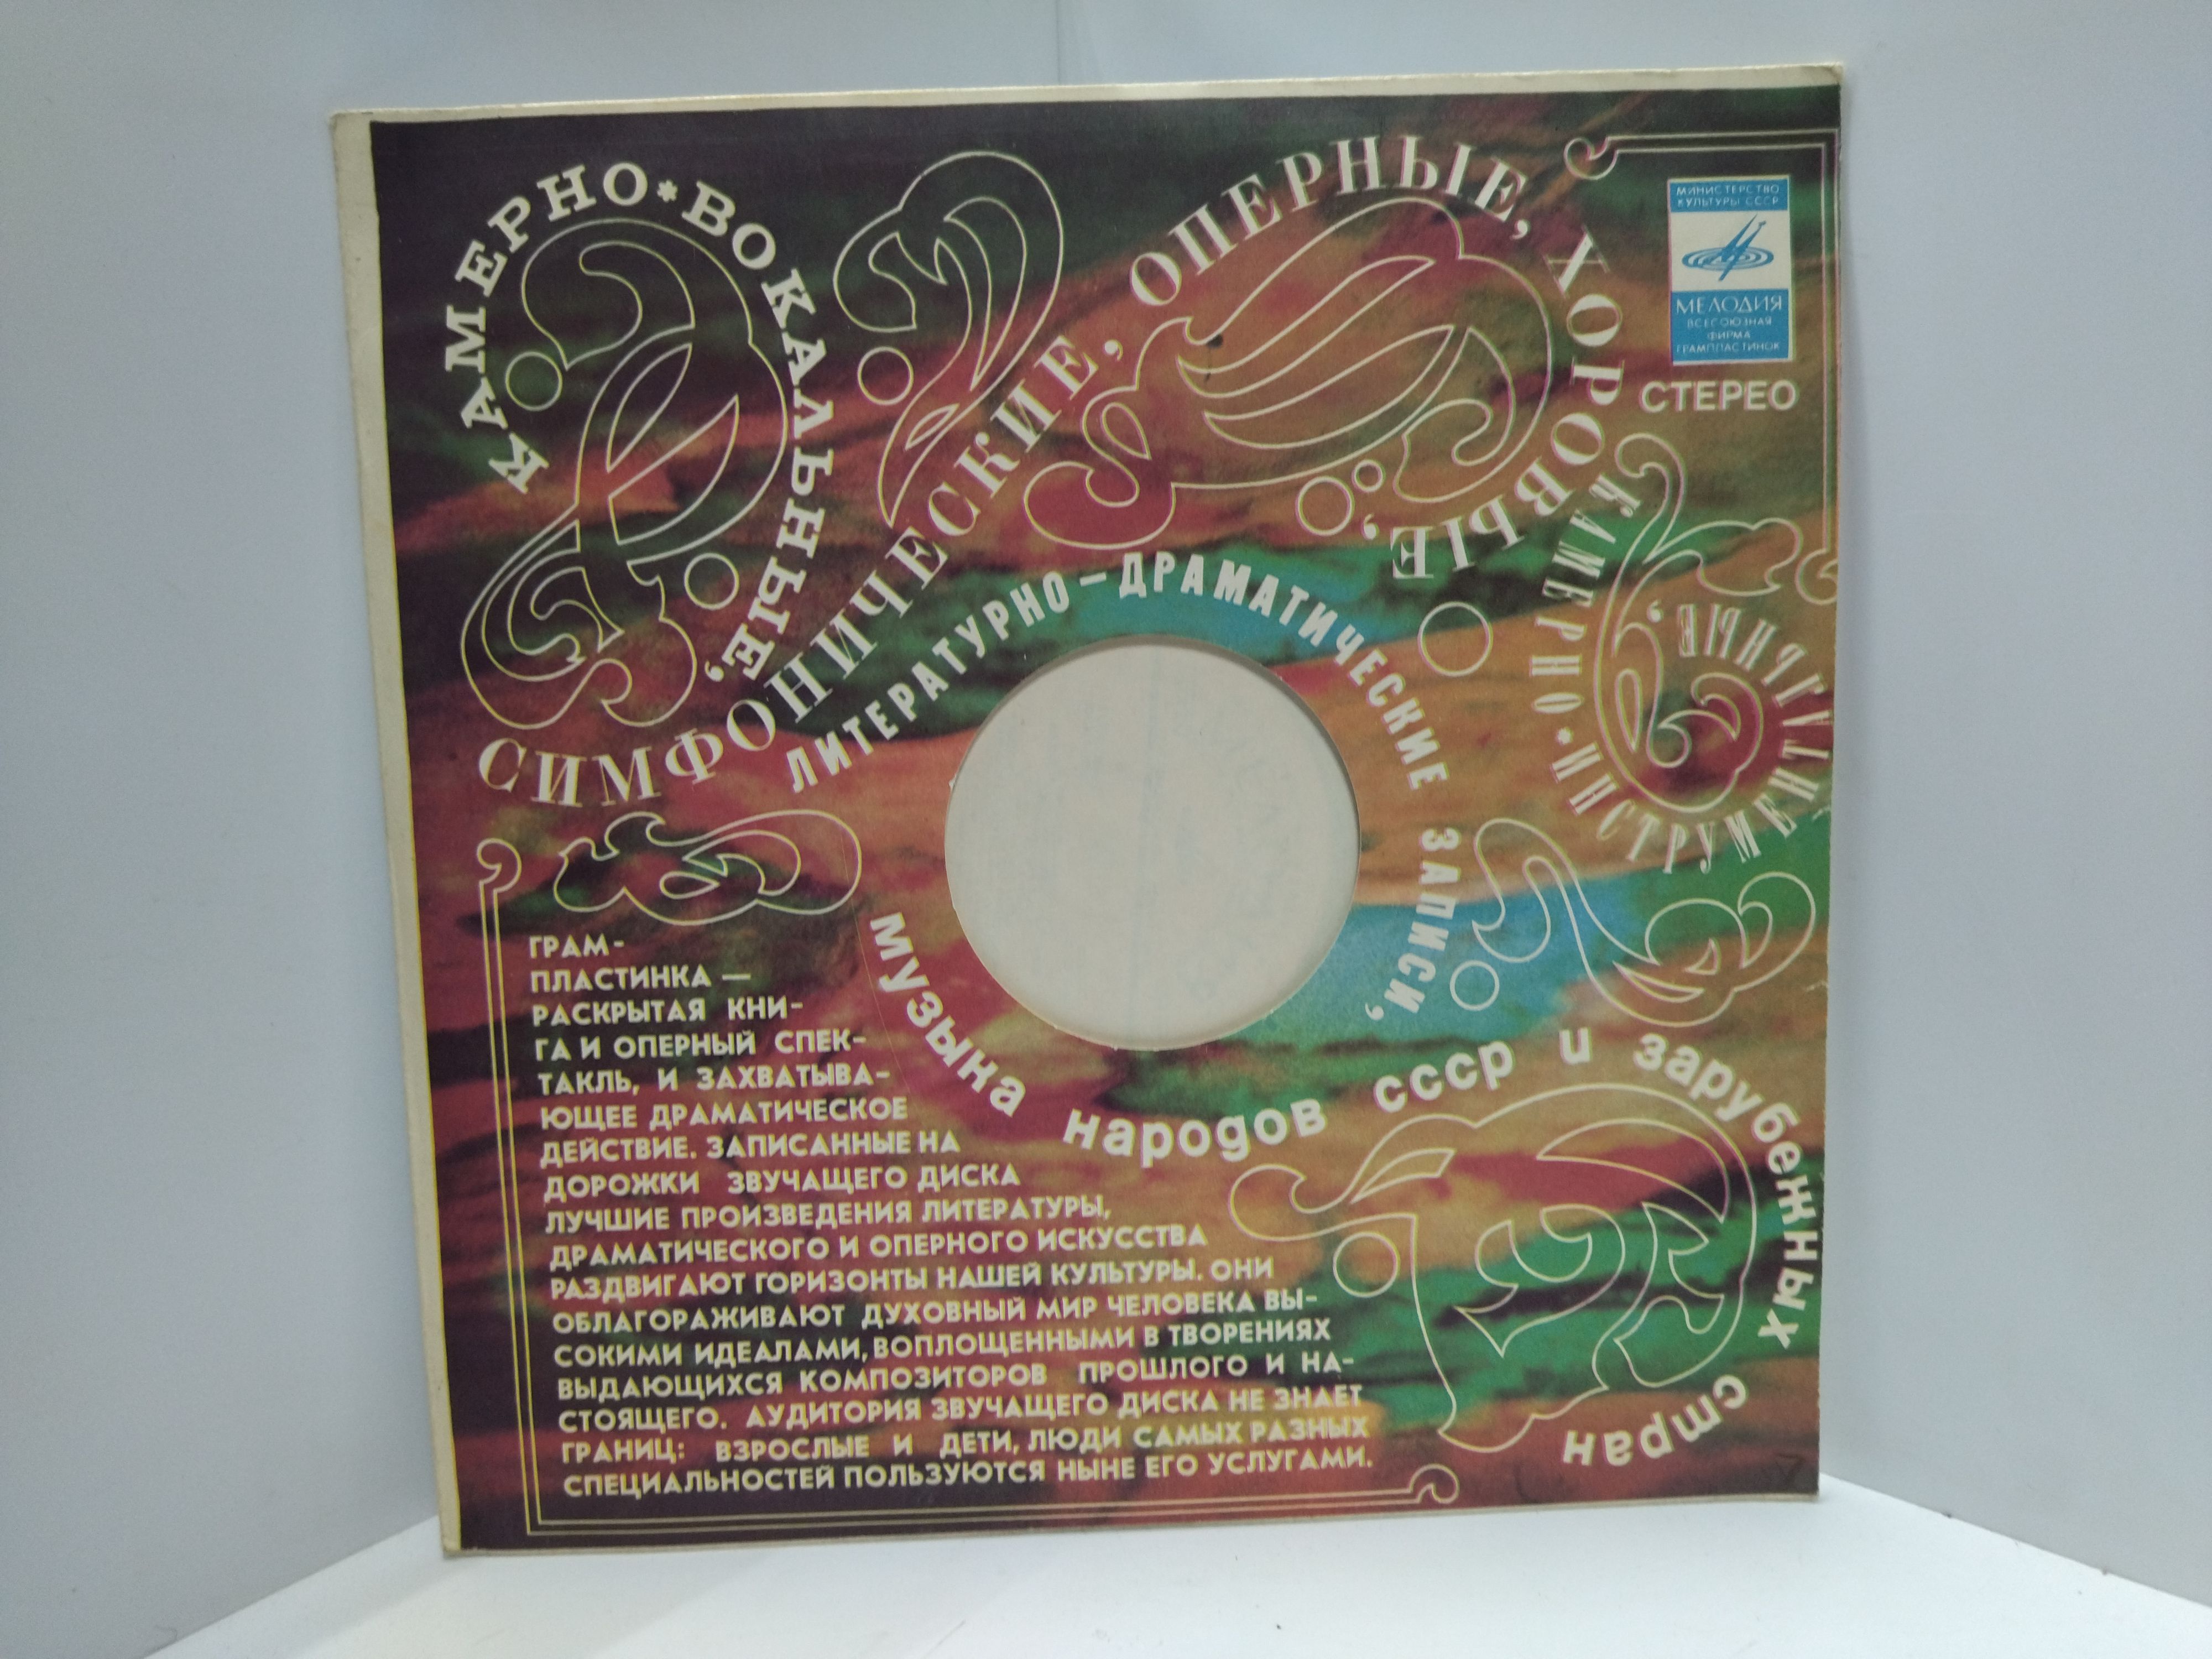 КАМЕРНО*ВОКАЛЬНЫЕ,
СИМФОНИЧЕСКИЕ, ОПЕРНЫЕ, ХОРОВЫЕ,
МИНИСТЕРСТВО
КУЛЬТУРЫ СССР
МЕЛОДИЯ
ВСЕСОЮЗНАЯ
ФИРМА
ГРАМПЛАСТИНОК
СТЕРЕО
КАМЕРНО*ИНСТРУМЕНТАЛЬНЫЕ,
ЛИТЕРАТУРНО–ДРАМАТИЧЕСКИЕ ЗАПИСИ,
музыка народов ссср и зарубежных стран
ГРАМ-
ПЛАСТИНКА —
РАСКРЫТАЯ КНИ-
ГА И ОПЕРНЫЙ СПЕК-
ТАКЛЬ, И ЗАХВАТЫВА-
ЮЩЕЕ ДРАМАТИЧЕСКОЕ
ДЕЙСТВИЕ. ЗАПИСАННЫЕ НА
ДОРОЖКИ ЗВУЧАЩЕГО ДИСКА
ЛУЧШИЕ ПРОИЗВЕДЕНИЯ ЛИТЕРАТУРЫ,
ДРАМАТИЧЕСКОГО И ОПЕРНОГО ИСКУССТВА
РАЗДВИГАЮТ ГОРИЗОНТЫ НАШЕЙ КУЛЬТУРЫ. ОНИ
ОБЛАГОРАЖИВАЮТ ДУХОВНЫЙ МИР ЧЕЛОВЕКА ВЫ-
СОКИМИ ИДЕАЛАМИ, ВОПЛОЩЕННЫМИ В ТВОРЕНИЯХ
ВЫДАЮЩИХСЯ КОМПОЗИТОРОВ ПРОШЛОГО И НА-
СТОЯЩЕГО. АУДИТОРИЯ ЗВУЧАЩЕГО ДИСКА НЕ ЗНАЕТ
ГРАНИЦ: ВЗРОСЛЫЕ И ДЕТИ, ЛЮДИ САМЫХ РАЗНЫХ
СПЕЦИАЛЬНОСТЕЙ ПОЛЬЗУЮТСЯ НЫНЕ ЕГО УСЛУГАМИ.